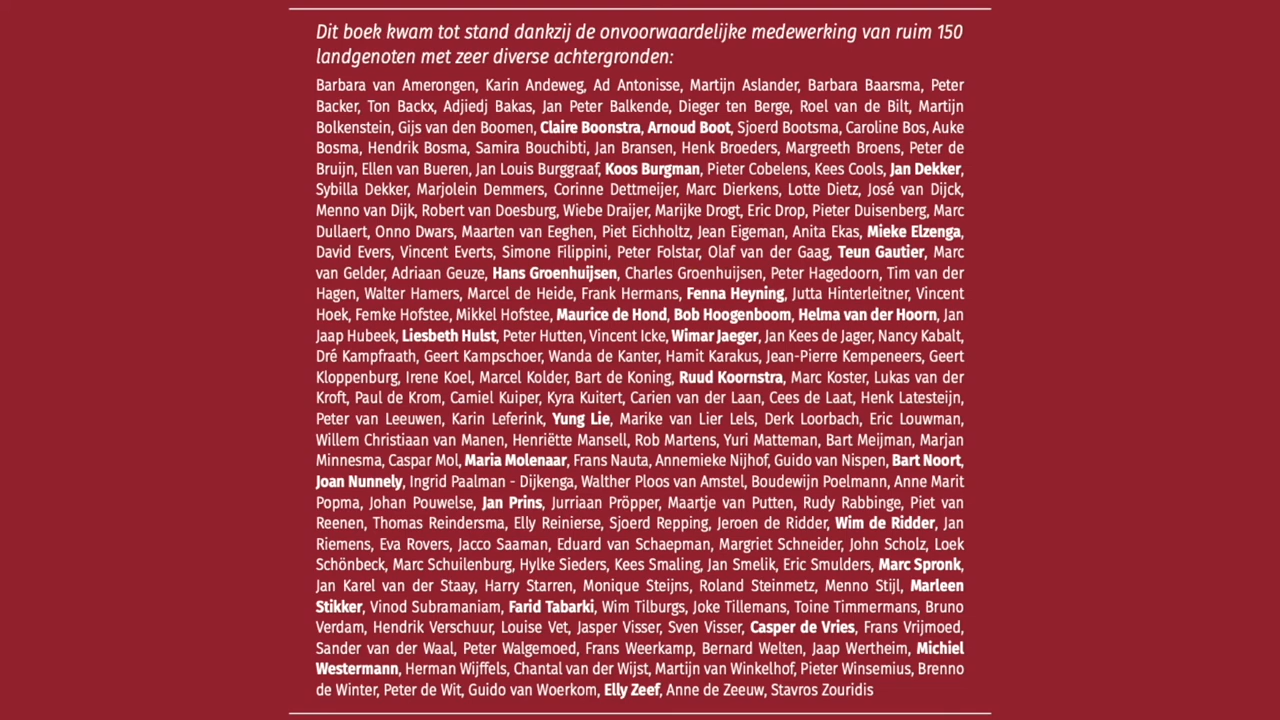 Dit boek kwam tot stand dankzij de onvoorwaardelijke medewerking van ruim 150
landgenoten met zeer diverse achtergronden:
Barbara van Amerongen, Karin Andeweg, Ad Antonisse, Martijn Aslander, Barbara Baarsma, Peter
Backer, Ton Backx, Adjiedj Bakas, Jan Peter Balkende, Dieger ten Berge, Roel van de Bilt, Martijn
Bolkenstein, Gijs van den Boomen, Claire Boonstra, Arnoud Boot, Sjoerd Bootsma, Caroline Bos, Auke
Bosma, Hendrik Bosma, Samira Bouchibti, Jan Bransen, Henk Broeders, Margreeth Broens, Peter de
Bruijn, Ellen van Bueren, Jan Louis Burggraaf, Koos Burgman, Pieter Cobelens, Kees Cools, Jan Dekker,
Sybilla Dekker, Marjolein Demmers, Corinne Dettmeijer, Marc Dierkens, Lotte Dietz, José van Dijck,
Menno van Dijk, Robert van Doesburg, Wiebe Draijer, Marijke Drogt, Eric Drop, Pieter Duisenberg, Marc
Dullaert, Onno Dwars, Maarten van Eeghen, Piet Eichholtz, Jean Eigeman, Anita Ekas, Mieke Elzenga,
David Evers, Vincent Everts, Simone Filippini, Peter Folstar, Olaf van der Gaag, Teun Gautier, Marc
van Gelder, Adriaan Geuze, Hans Groenhuijsen, Charles Groenhuijsen, Peter Hagedoorn, Tim van der
Hagen, Walter Hamers, Marcel de Heide, Frank Hermans, Fenna Heyning, Jutta Hinterleitner, Vincent
Hoek, Femke Hofstee, Mikkel Hofstee, Maurice de Hond, Bob Hoogenboom, Helma van der Hoorn, Jan
Jaap Hubeek, Liesbeth Hulst, Peter Hutten, Vincent Icke, Wimar Jaeger, Jan Kees de Jager, Nancy Kabalt,
Dré Kampfraath, Geert Kampschoer, Wanda de Kanter, Hamit Karakus, Jean-Pierre Kempeneers, Geert
Kloppenburg, Irene Koel, Marcel Kolder, Bart de Koning, Ruud Koornstra, Marc Koster, Lukas van der
Kroft, Paul de Krom, Camiel Kuiper, Kyra Kuitert, Carien van der Laan, Cees de Laat, Henk Latesteijn,
Peter van Leeuwen, Karin Leferink, Yung Lie, Marike van Lier Lels, Derk Loorbach, Eric Louwman,
Willem Christiaan van Manen, Henriëtte Mansell, Rob Martens, Yuri Matteman, Bart Meijman, Marjan
Minnesma, Caspar Mol, Maria Molenaar, Frans Nauta, Annemieke Nijhof, Guido van Nispen, Bart Noort,
Joan Nunnely, Ingrid Paalman - Dijkenga, Walther Ploos van Amstel, Boudewijn Poelmann, Anne Marit
Popma, Johan Pouwelse, Jan Prins, Jurriaan Pröpper, Maartje van Putten, Rudy Rabbinge, Piet van
Reenen, Thomas Reindersma, Elly Reinierse, Sjoerd Repping, Jeroen de Ridder, Wim de Ridder, Jan
Riemens, Eva Rovers, Jacco Saaman, Eduard van Schaepman, Margriet Schneider, John Scholz, Loek
Schönbeck, Marc Schuilenburg, Hylke Sieders, Kees Smaling, Jan Smelik, Eric Smulders, Marc Spronk,
Jan Karel van der Staay, Harry Starren, Monique Steijns, Roland Steinmetz, Menno Stijl, Marleen
Stikker, Vinod Subramaniam, Farid Tabarki, Wim Tilburgs, Joke Tillemans, Toine Timmermans, Bruno
Verdam, Hendrik Verschuur, Louise Vet, Jasper Visser, Sven Visser, Casper de Vries, Frans Vrijmoed,
Sander van der Waal, Peter Walgemoed, Frans Weerkamp, Bernard Welten, Jaap Wertheim, Michiel
Westermann, Herman Wijffels, Chantal van der Wijst, Martijn van Winkelhof, Pieter Winsemius, Brenno
de Winter, Peter de Wit, Guido van Woerkom, Elly Zeef, Anne de Zeeuw, Stavros Zouridis